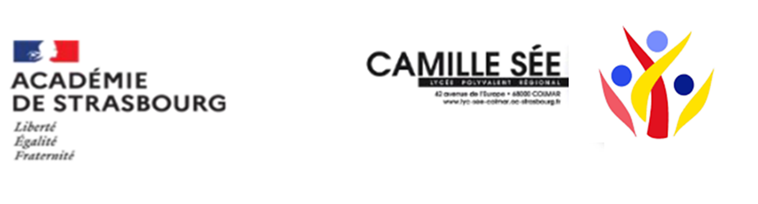 ACADÉMIE
DE STRASBOURG
Liberté
Égalité
Fraternité
CAMILLE SÉE
LYCÉE POLYVALENT RÉGIONAL
42 avenue de l'Europe • 68000 COLMAR
www.lyc-see-colmar.ac-strasbourg.fr